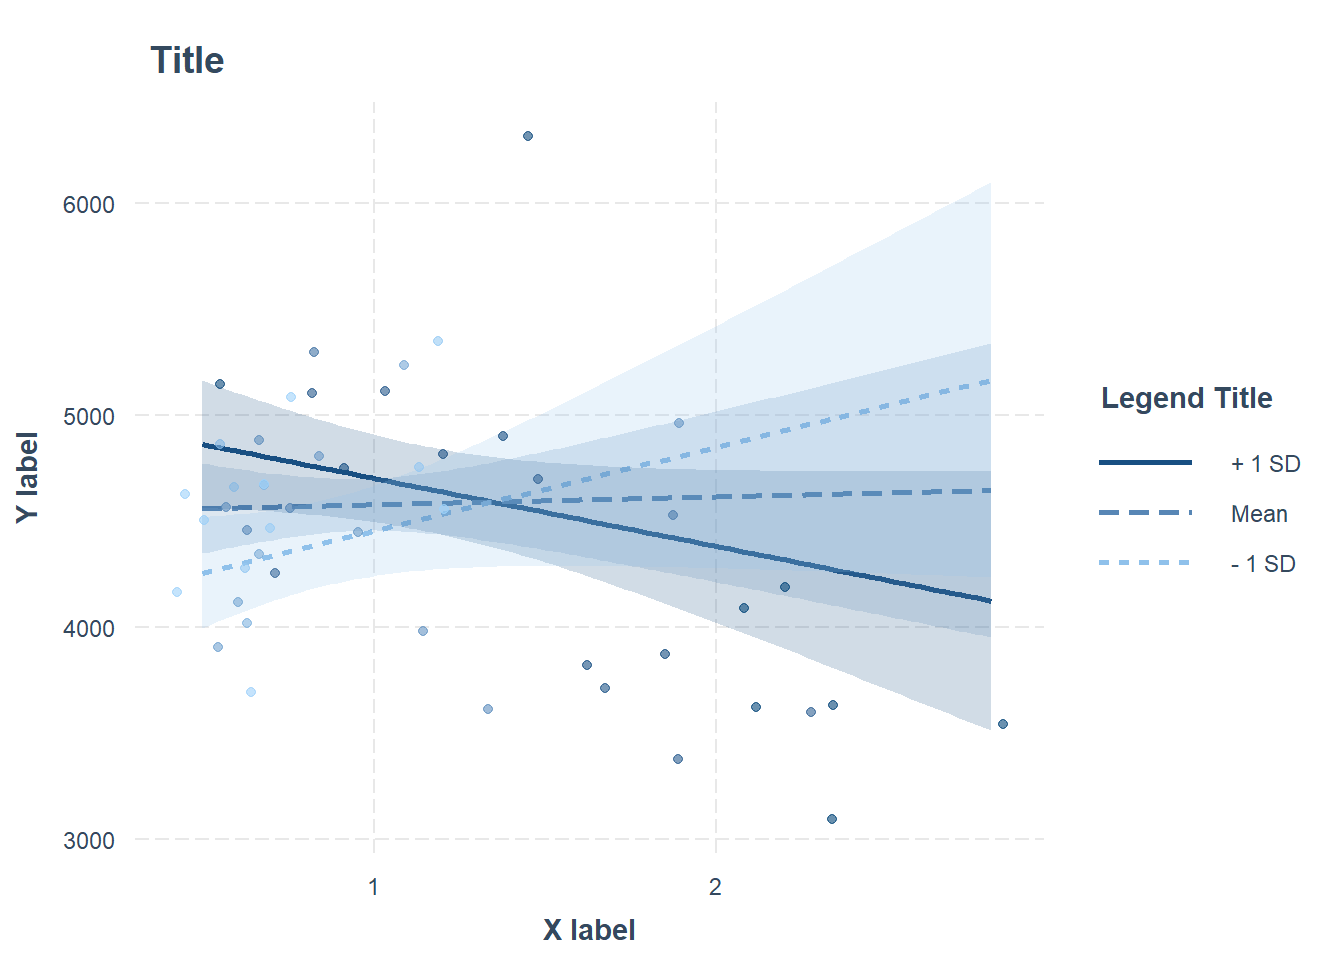 Title
6000
5000
4000
3000
Y label
1
2
X label
Legend Title
+ 1 SD
Mean
- 1 SD